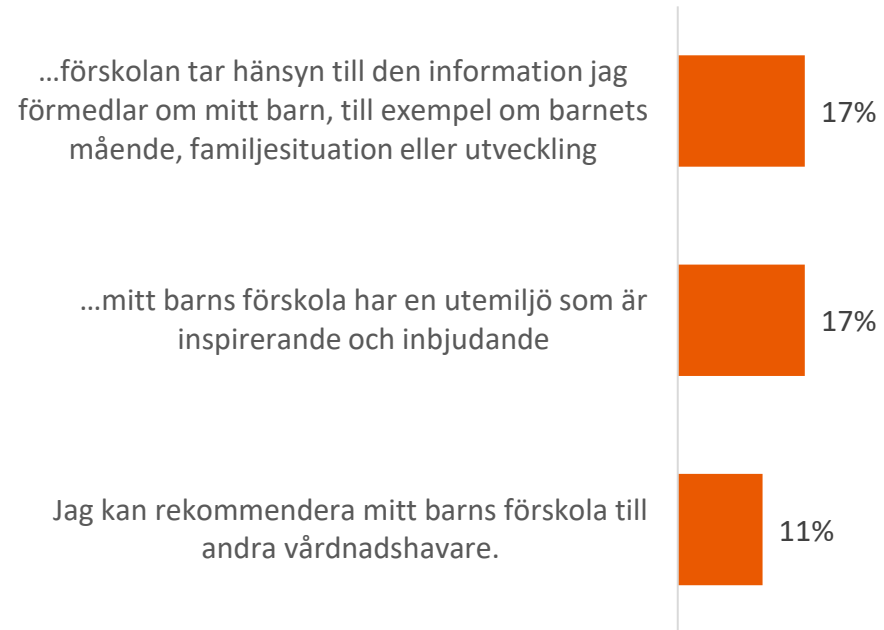 ...förskolan tar hänsyn till den information jag
förmedlar om mitt barn, till exempel om barnets
mående, familjesituation eller utveckling
17%
...mitt barns förskola har en utemiljö som är
inspirerande och inbjudande
17%
Jag kan rekommendera mitt barns förskola till
andra vårdnadshavare.
11%